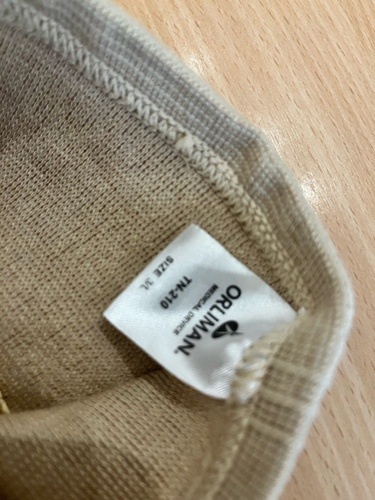 ORLIMAN.
MEDICAL DEVICE
TN-210
SIZE 3/L